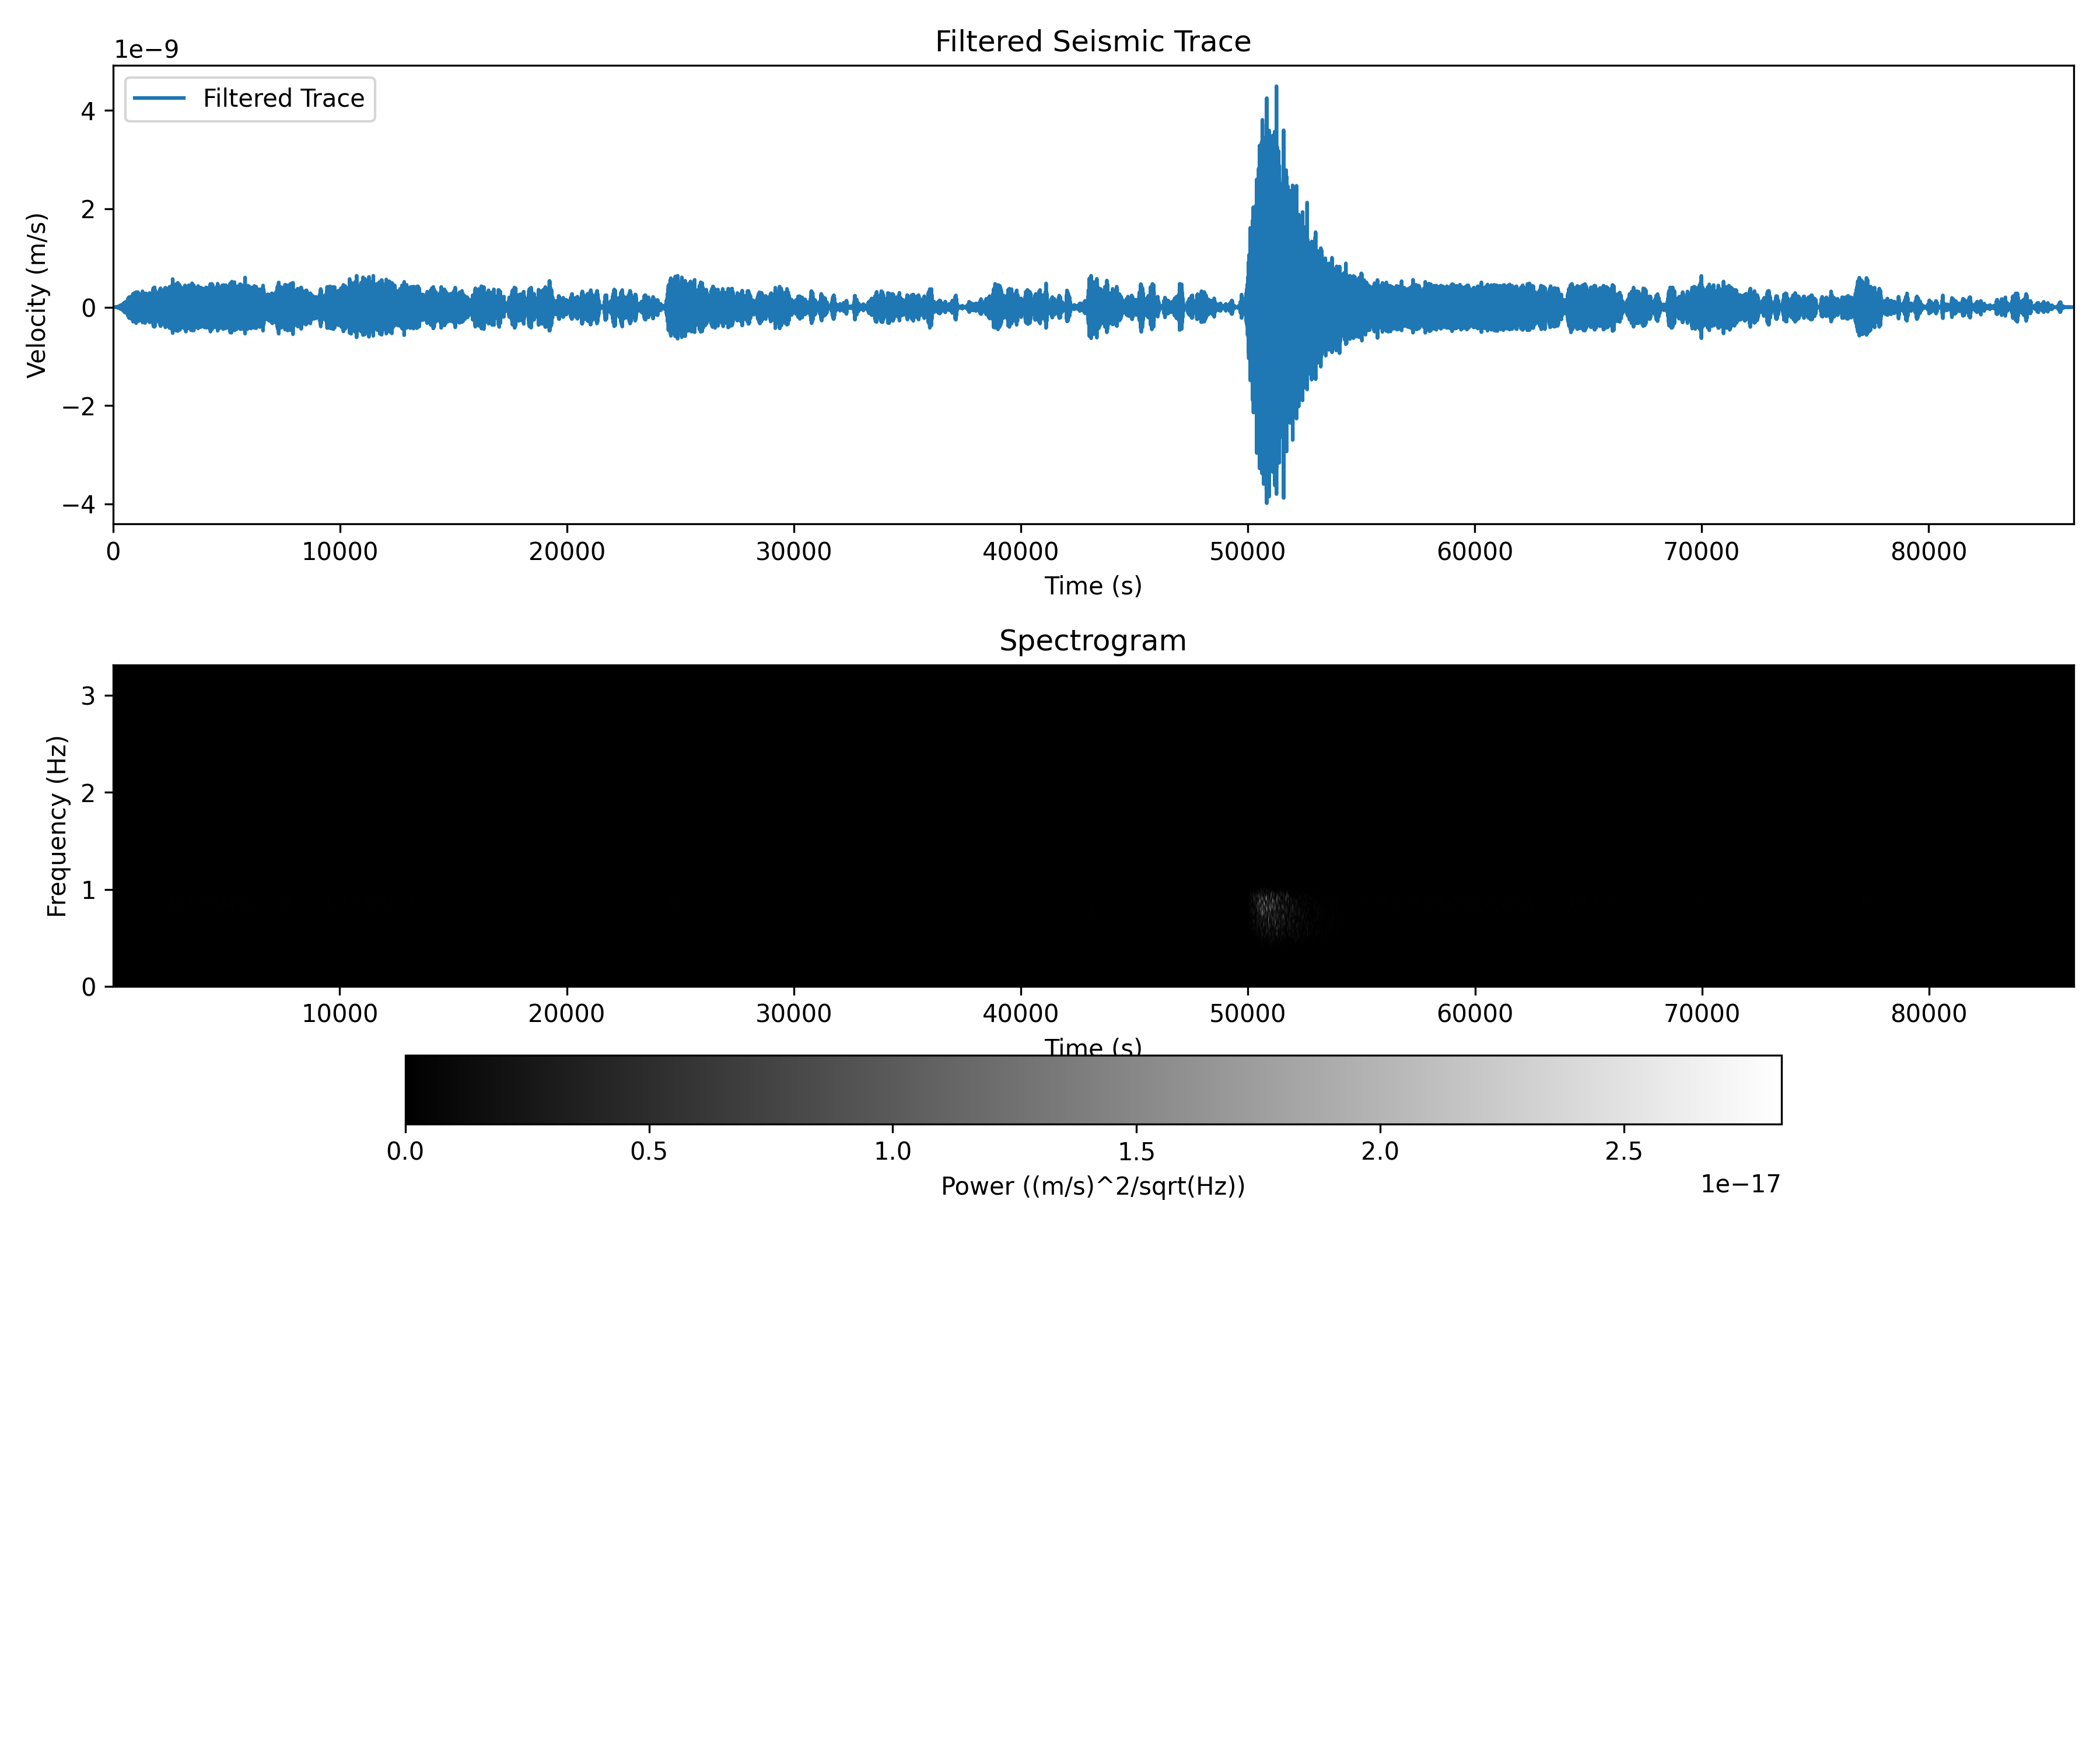 Filtered Seismic Trace
1e−9
Filtered Trace
4
2
0
−2
−4
Velocity (m/s)
0 10000 20000 30000 40000 50000 60000 70000 80000
Time (s)
Spectrogram
3
2
1
0
Frequency (Hz)
10000 20000 30000 40000 50000 60000 70000 80000
Time (s)
0.0 0.5 1.0 1.5 2.0 2.5
1e−17
Power ((m/s)^2/sqrt(Hz))